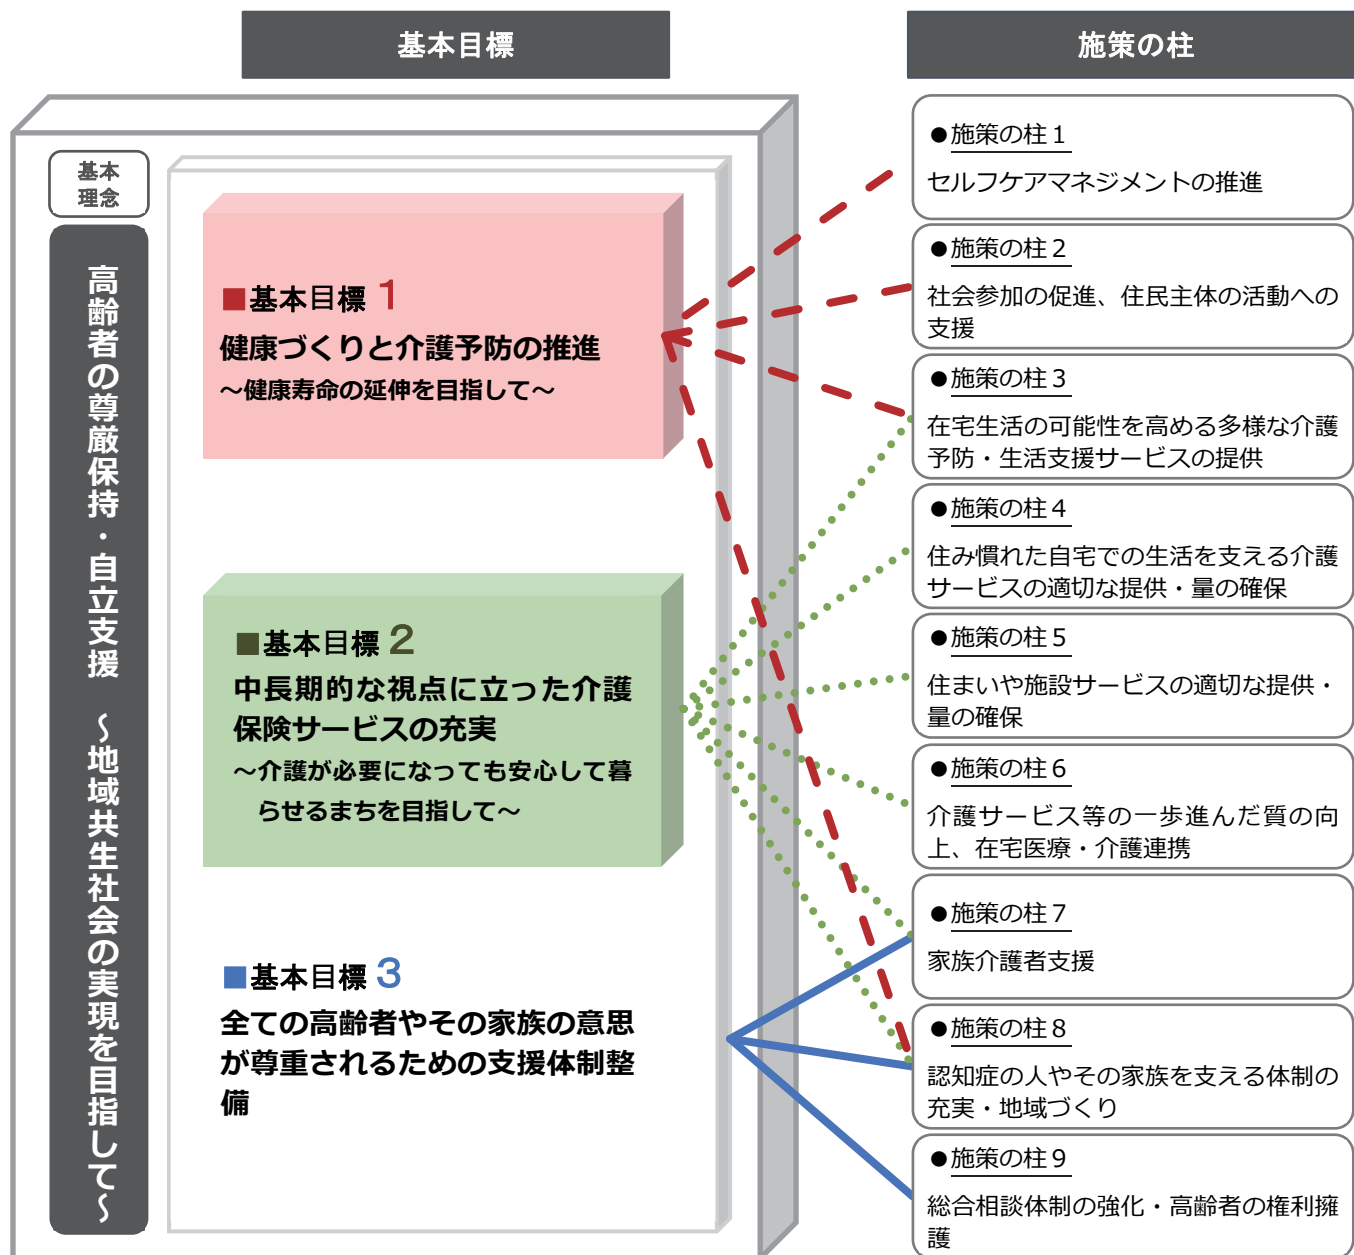 基本目標
施策の柱
基本
理念
高齢者の尊厳保持・自立支援 ～地域共生社会の実現を目指して～
■基本目標 1
健康づくりと介護予防の推進
～健康寿命の延伸を目指して～
■基本目標 2
中長期的な視点に立った介護
保険サービスの充実
～介護が必要になっても安心して暮
らせるまちを目指して～
■基本目標 3
全ての高齢者やその家族の意思
が尊重されるための支援体制整
備
●施策の柱１
セルフケアマネジメントの推進
●施策の柱２
社会参加の促進、住民主体の活動への
支援
●施策の柱３
在宅生活の可能性を高める多様な介護
予防・生活支援サービスの提供
●施策の柱４
住み慣れた自宅での生活を支える介護
サービスの適切な提供・量の確保
●施策の柱５
住まいや施設サービスの適切な提供・
量の確保
●施策の柱６
介護サービス等の一歩進んだ質の向
上、在宅医療・介護連携
●施策の柱７
家族介護者支援
●施策の柱８
認知症の人やその家族を支える体制の
充実・地域づくり
●施策の柱９
総合相談体制の強化・高齢者の権利擁
護